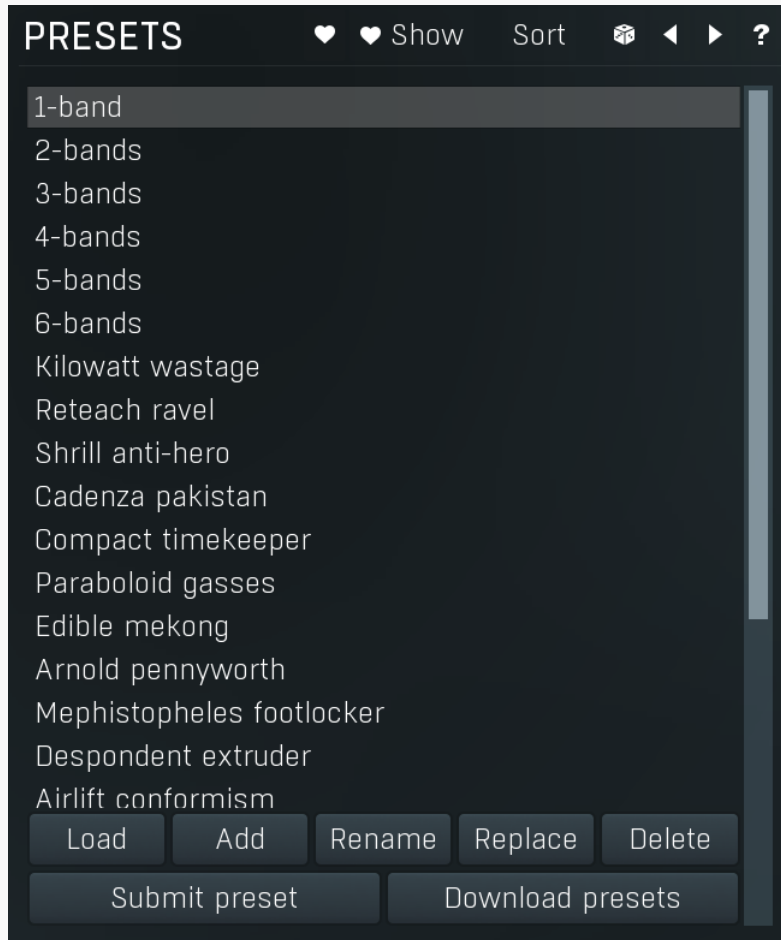 PRESETS Show Sort ?
1-band
2-bands
3-bands
4-bands
5-bands
6-bands
Kilowatt wastage
Reteach ravel
Shrill anti-hero
Cadenza pakistan
Compact timekeeper
Paraboloid gasses
Edible mekong
Arnold pennyworth
Mephistopheles footlocker
Despondent extruder
Airlift conformism
Load Add Rename Replace Delete
Submit preset Download presets